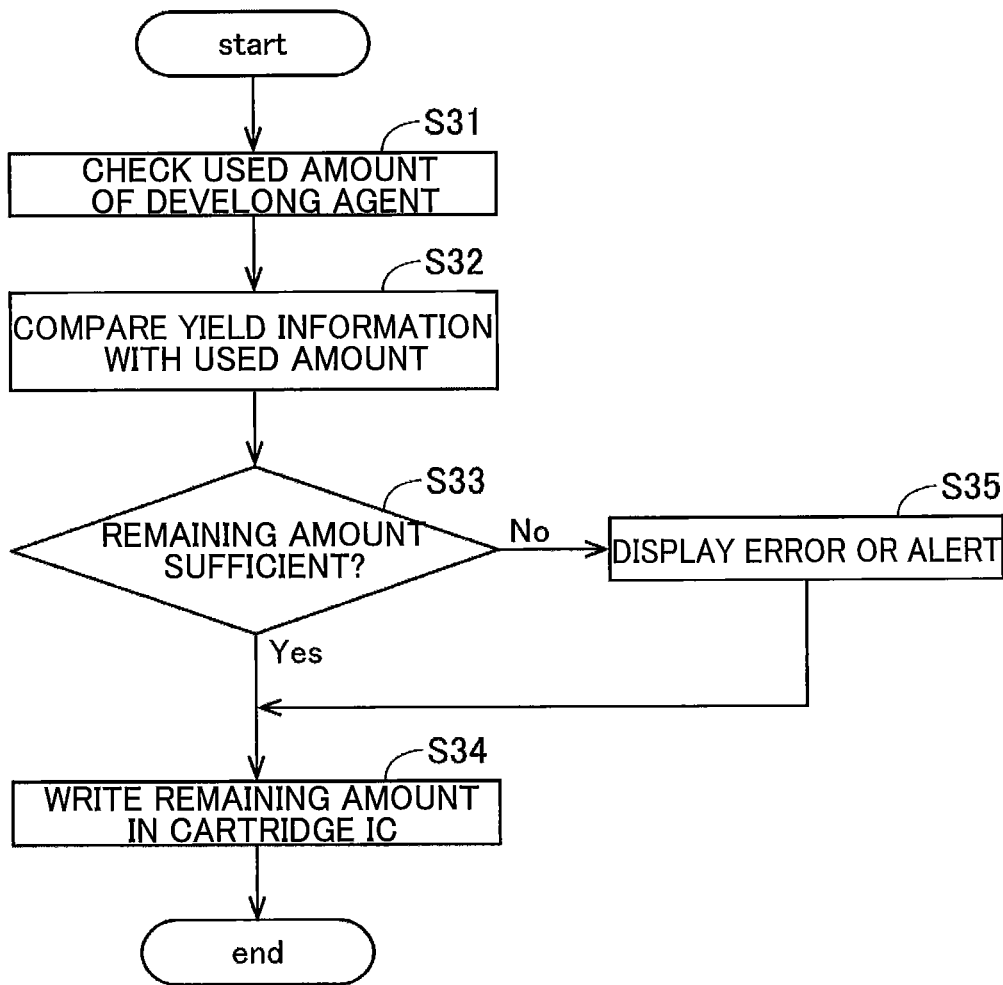 start
S31
CHECK USED AMOUNT
OF DEVELONG AGENT
S32
COMPARE YIELD INFORMATION
WITH USED AMOUNT
S33
REMAINING AMOUNT
SUFFICIENT?
No
S35
DISPLAY ERROR OR ALERT
Yes
S34
WRITE REMAINING AMOUNT
IN CARTRIDGE IC
end